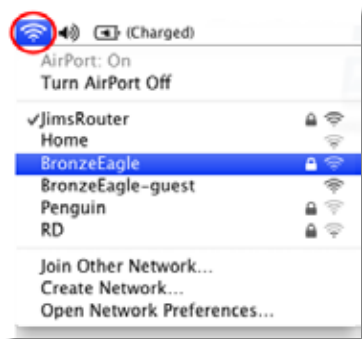 (Charged)
AirPort: On
Turn AirPort Off
✓JimsRouter
Home
BronzeEagle
BronzeEagle-guest
Penguin
RD
Join Other Network...
Create Network...
Open Network Preferences...